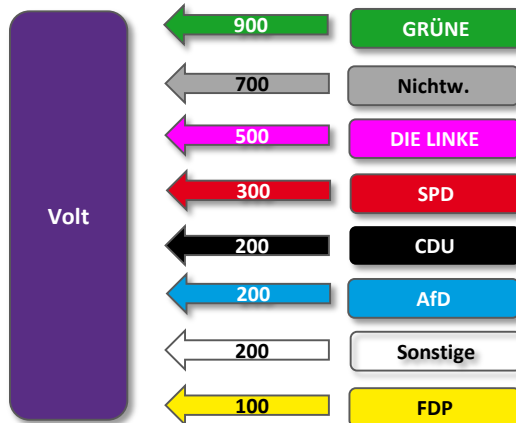 900 GRÜNE
700 Nichtw.
500 DIE LINKE
300 SPD
Volt
200 CDU
200 AfD
200 Sonstige
100 FDP